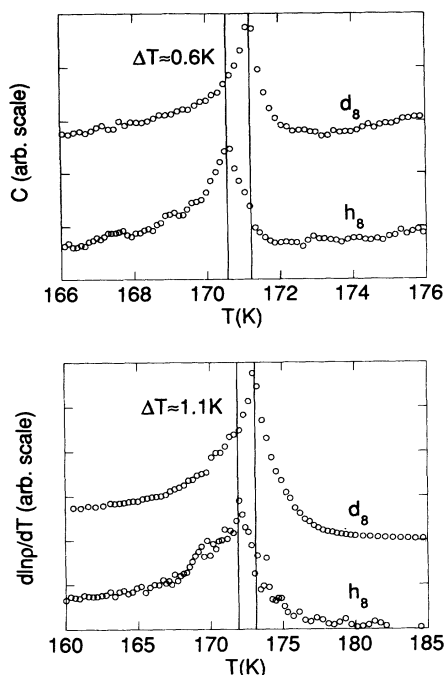 ΔT≈0.6K
d8
C (arb. scale)
h8
166 168 170 172 174 176
T(K)
ΔT≈1.1K
dlnρ/dT (arb. scale)
d8
h8
160 165 170 175 180 185
T(K)